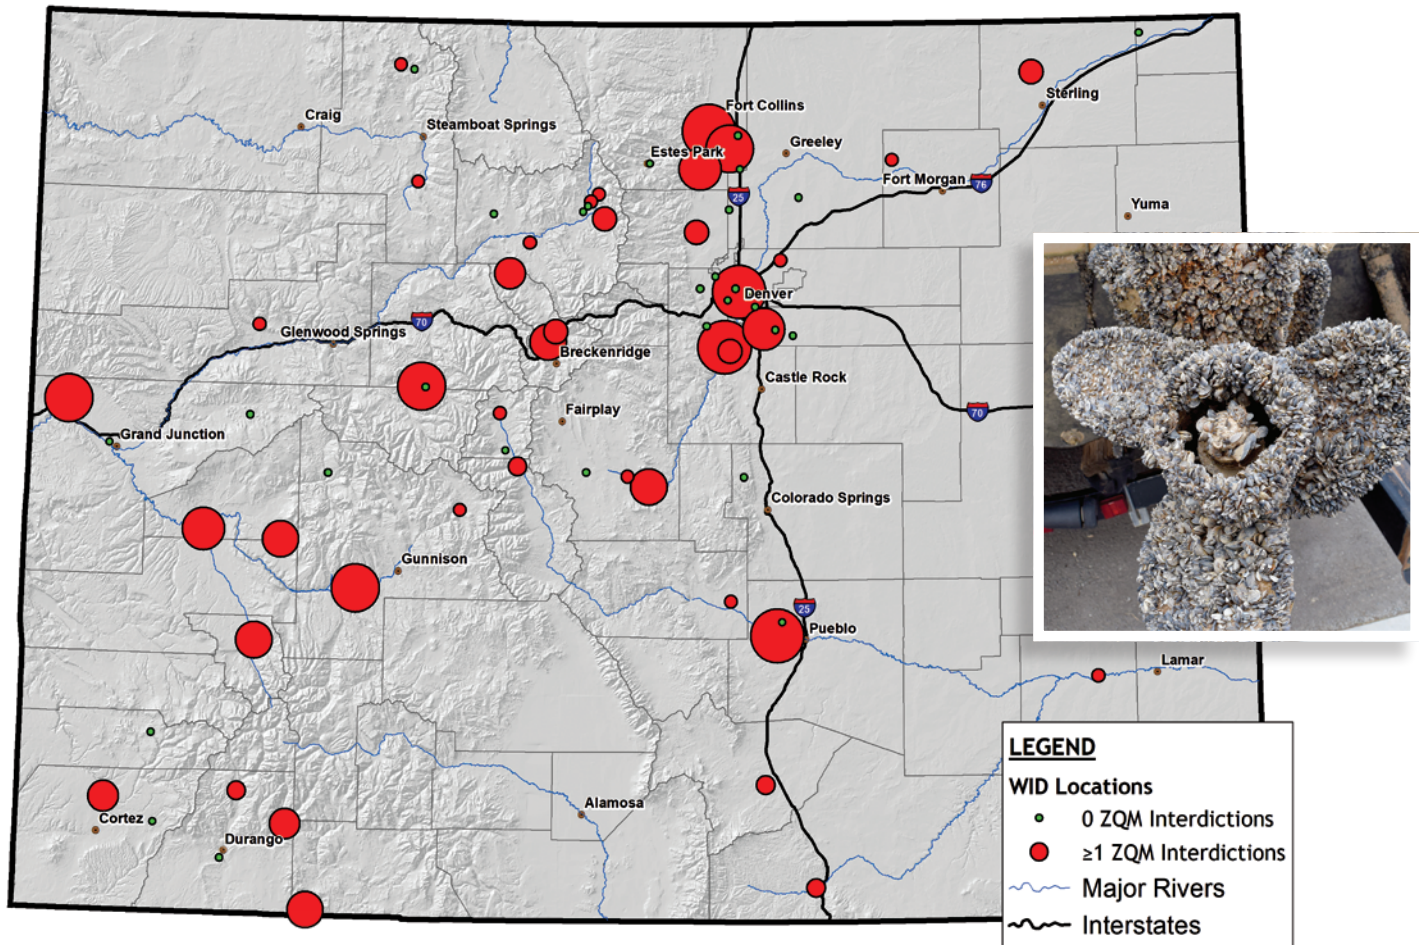 Fort Collins
Sterling
Craig
Steamboat Springs
Greeley
Estes Park
Fort Morgan
76
25
Yuma
Denver
70
Glenwood Springs
Breckenridge
Castle Rock
Fairplay
70
Grand Junction
Colorado Springs
Gunnison
25
Pueblo
Lamar
LEGEND
WID Locations
0 ZQM Interdictions
≥1 ZQM Interdictions
Major Rivers
Interstates
Alamosa
Cortez
Durango